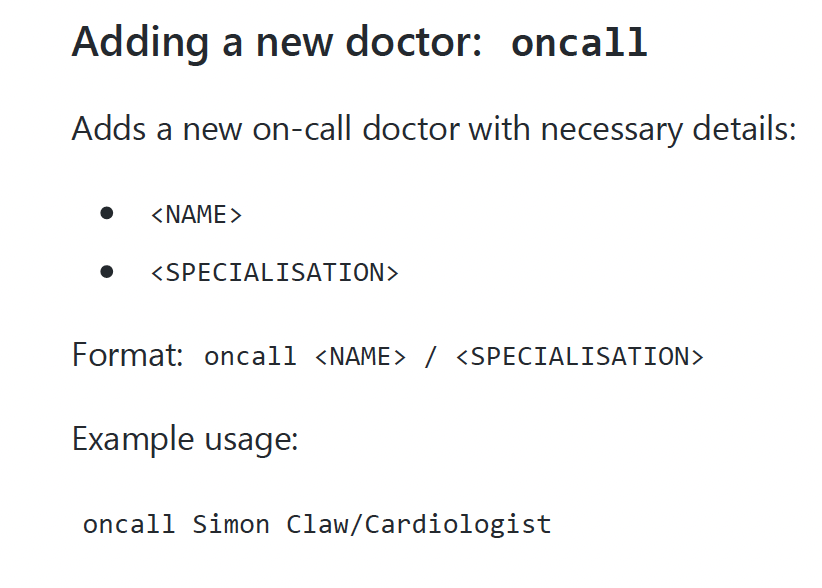 Adding a new doctor: oncall
Adds a new on-call doctor with necessary details:
• <NAME>
• <SPECIALISATION>
Format: oncall <NAME> / <SPECIALISATION>
Example usage:
oncall Simon Claw/Cardiologist